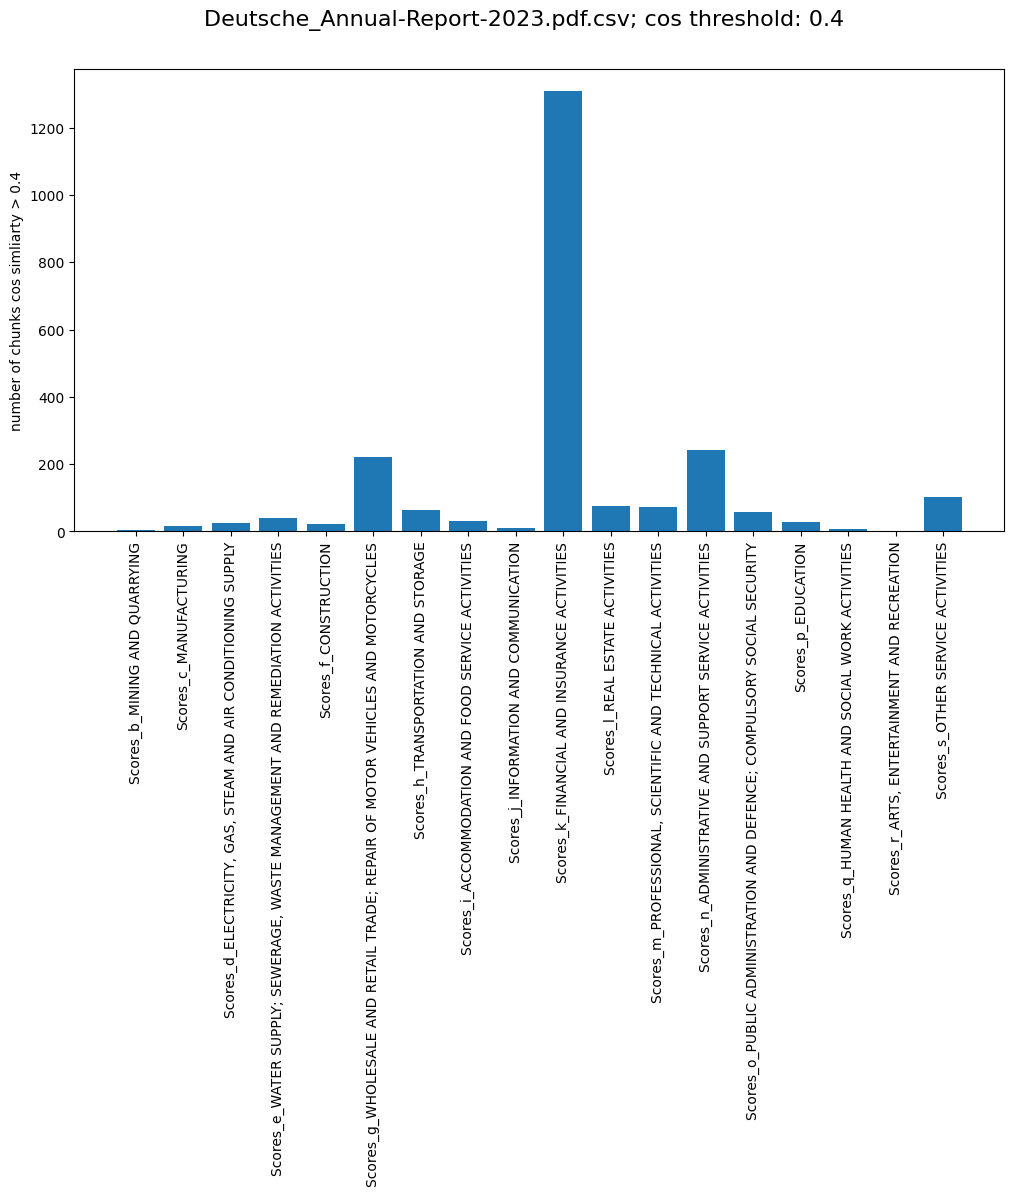 Deutsche_Annual-Report-2023.pdf.csv; cos threshold: 0.4
number of chunks cos simliarty > 0.4
1200
1000
800
600
400
200
0
Scores_b_MINING AND QUARRYING
Scores_c_MANUFACTURING
Scores_d_ELECTRICITY, GAS, STEAM AND AIR CONDITIONING SUPPLY
Scores_e_WATER SUPPLY; SEWERAGE, WASTE MANAGEMENT AND REMEDIATION ACTIVITIES
Scores_f_CONSTRUCTION
Scores_g_WHOLESALE AND RETAIL TRADE; REPAIR OF MOTOR VEHICLES AND MOTORCYCLES
Scores_h_TRANSPORTATION AND STORAGE
Scores_i_ACCOMMODATION AND FOOD SERVICE ACTIVITIES
Scores_j_INFORMATION AND COMMUNICATION
Scores_k_FINANCIAL AND INSURANCE ACTIVITIES
Scores_l_REAL ESTATE ACTIVITIES
Scores_m_PROFESSIONAL, SCIENTIFIC AND TECHNICAL ACTIVITIES
Scores_n_ADMINISTRATIVE AND SUPPORT SERVICE ACTIVITIES
Scores_o_PUBLIC ADMINISTRATION AND DEFENCE; COMPULSORY SOCIAL SECURITY
Scores_p_EDUCATION
Scores_q_HUMAN HEALTH AND SOCIAL WORK ACTIVITIES
Scores_r_ARTS, ENTERTAINMENT AND RECREATION
Scores_s_OTHER SERVICE ACTIVITIES